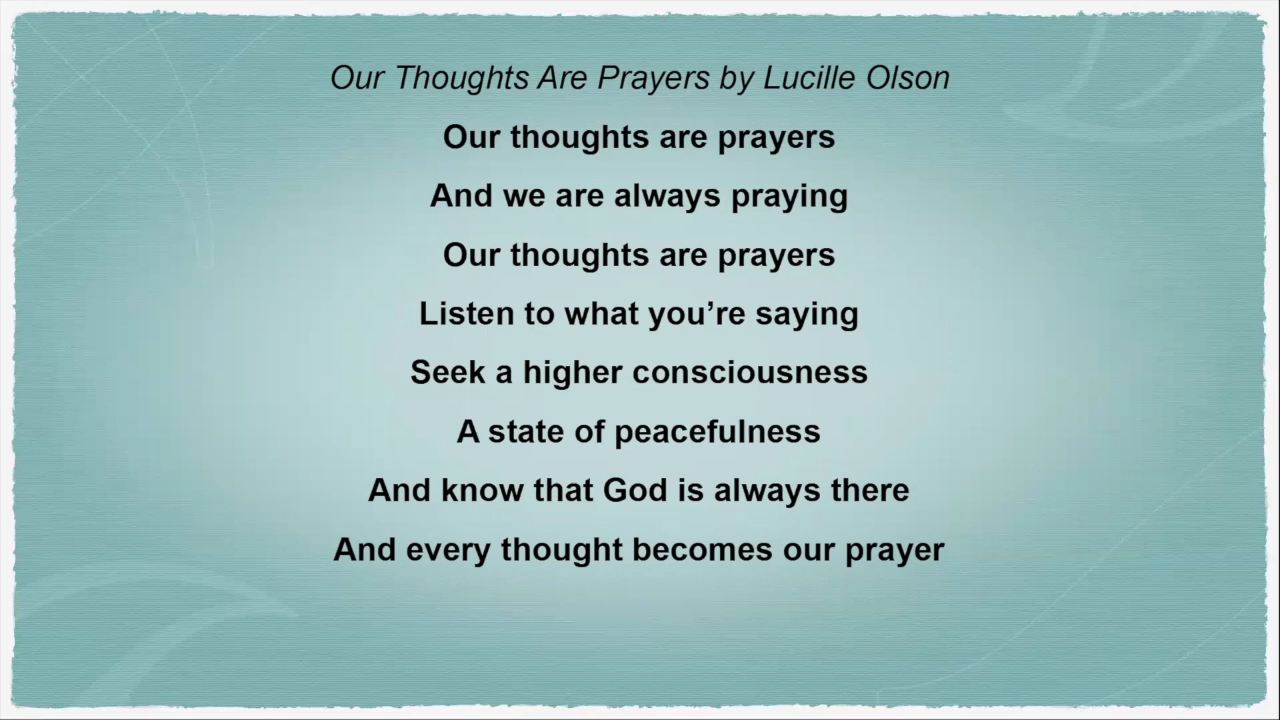 Our Thoughts Are Prayers by Lucille Olson
Our thoughts are prayers
And we are always praying
Our thoughts are prayers
Listen to what you’re saying
Seek a higher consciousness
A state of peacefulness
And know that God is always there
And every thought becomes our prayer